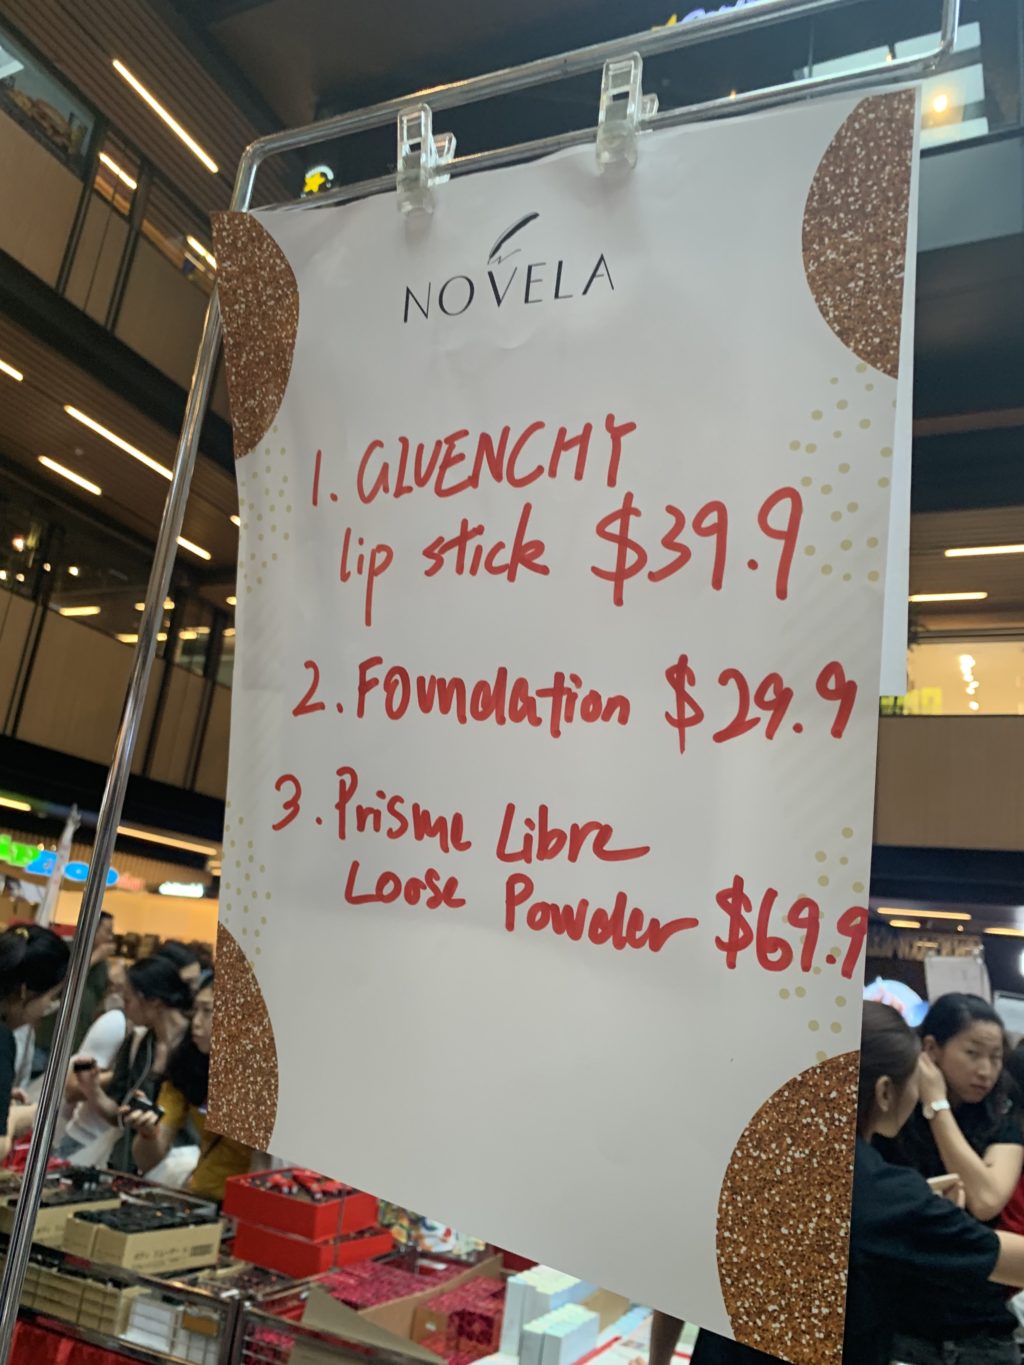 NOVELA
1. GIVENCHY
lip stick $39.9
2. Foundation $29.9
3. Prisme Libre
Loose Powder $69.9